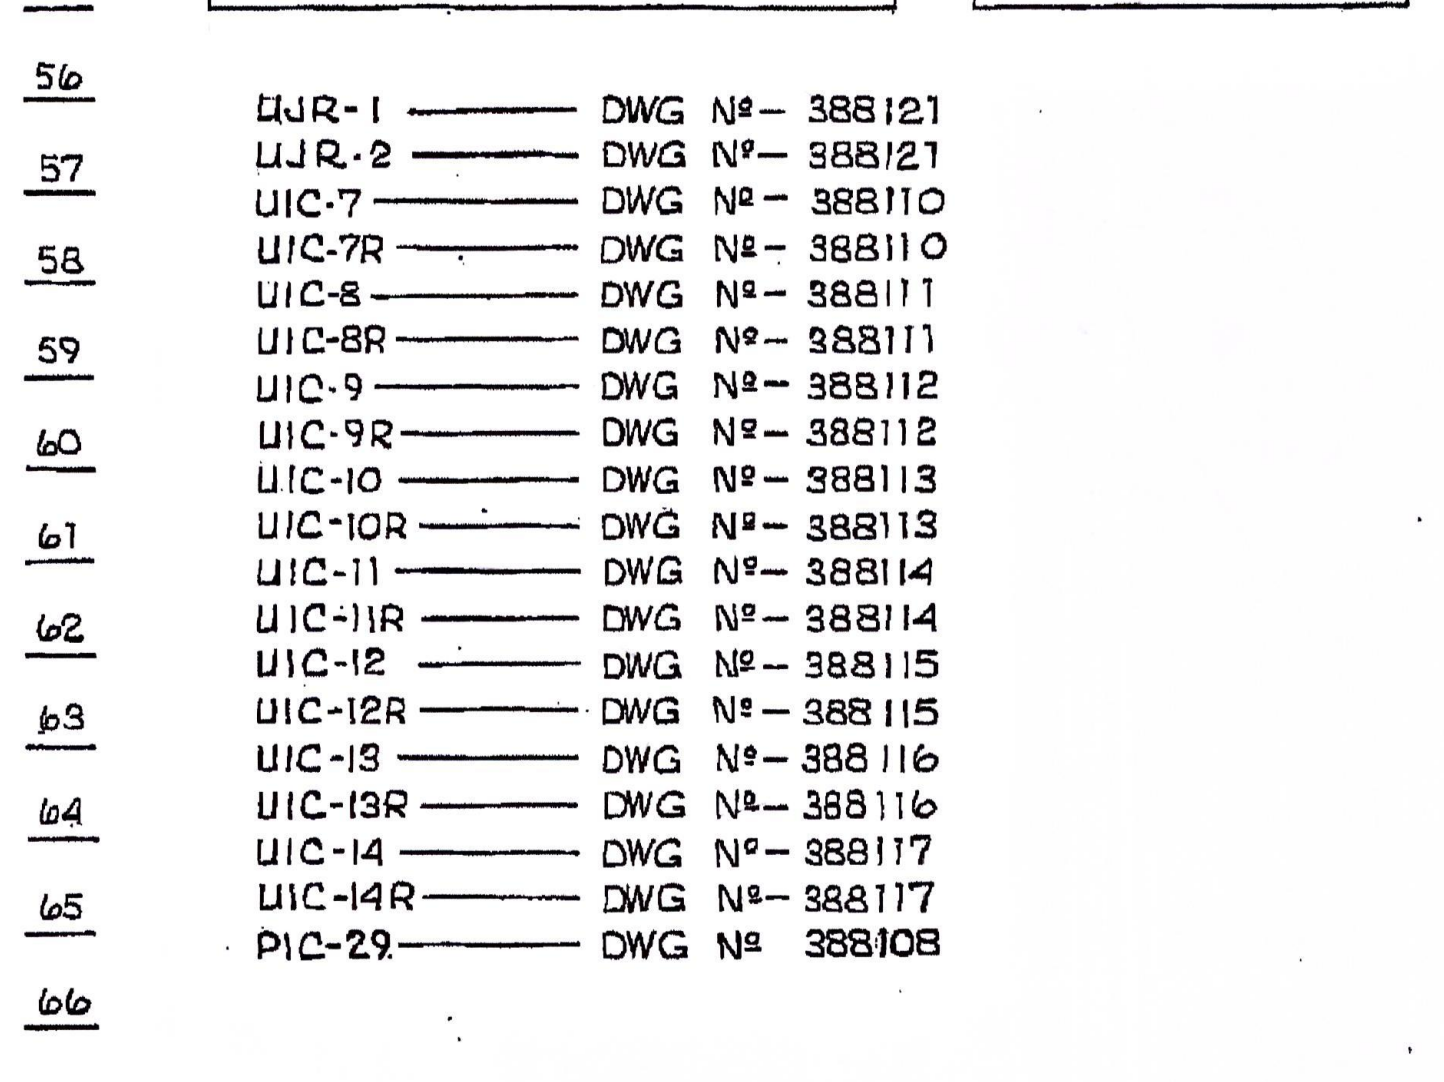 56
UJR-1 ——— DWG Nº- 388121
UJR-2 ——— DWG Nº- 388121
57
UIC-7 ——— DWG Nº- 388110
UIC-7R ——— DWG Nº- 388110
58
UIC-8 ——— DWG Nº- 388111
UIC-8R ——— DWG Nº- 388111
59
UIC-9 ——— DWG Nº- 388112
UIC-9R ——— DWG Nº- 388112
60
UIC-10 ——— DWG Nº- 388113
UIC-10R ——— DWG Nº- 388113
61
UIC-11 ——— DWG Nº- 388114
UIC-11R ——— DWG Nº- 388114
62
UIC-12 ——— DWG Nº- 388115
UIC-12R ——— DWG Nº- 388115
63
UIC-13 ——— DWG Nº- 388116
UIC-13R ——— DWG Nº- 388116
64
UIC-14 ——— DWG Nº- 388117
UIC-14R ——— DWG Nº- 388117
65
PIC-29 ——— DWG Nº 388108
66